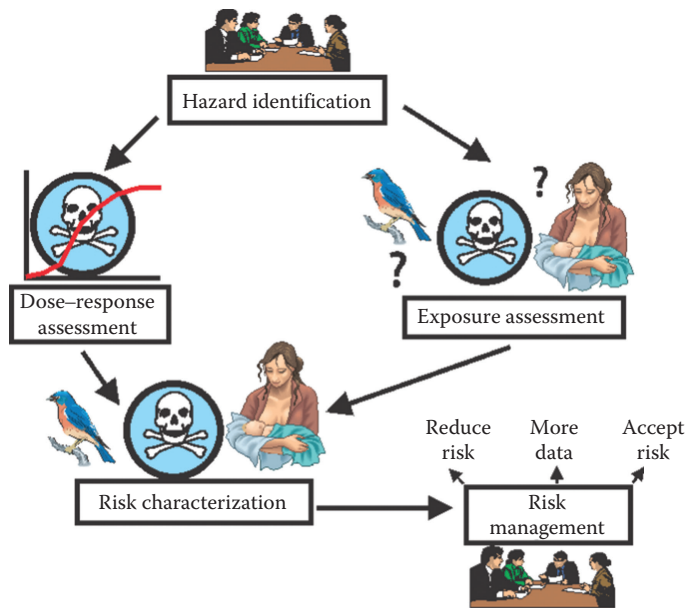 Hazard identification
?
?
Dose–response
assessment
Exposure assessment
Reduce
risk
More
data
Accept
risk
Risk characterization
Risk
management